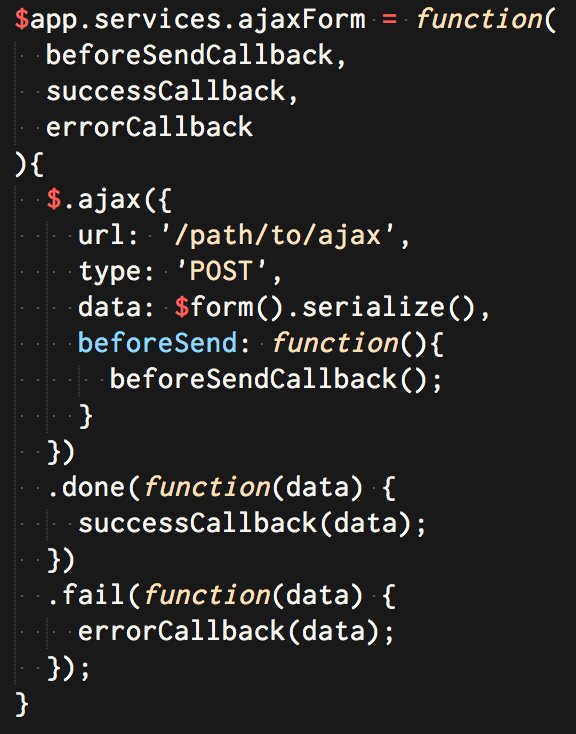 $app.services.ajaxForm = function(
  beforeSendCallback,
  successCallback,
  errorCallback
){
  $.ajax({
    url: '/path/to/ajax',
    type: 'POST',
    data: $form().serialize(),
    beforeSend: function(){
      beforeSendCallback();
    }
  })
  .done(function(data) {
    successCallback(data);
  })
  .fail(function(data) {
    errorCallback(data);
  });
}